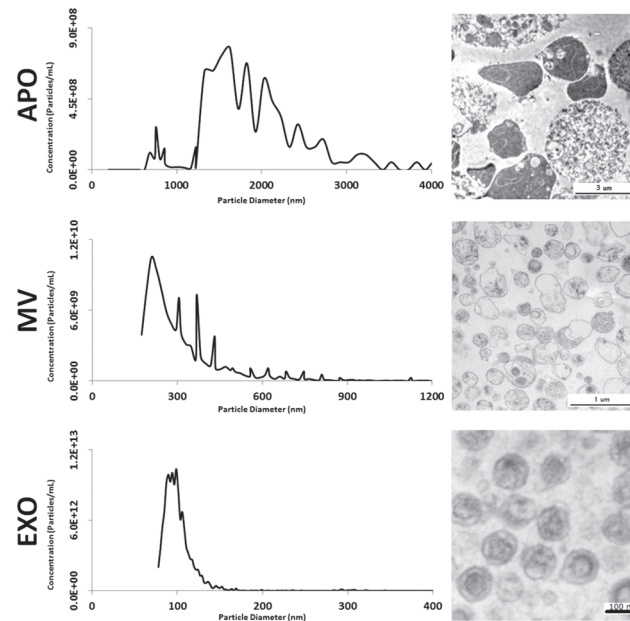 APO
Concentration (Particles/mL)
9.0E+08
4.5E+08
0.0E+00
0
1000
2000
3000
4000
Particle Diameter (nm)
3 um
MV
Concentration (Particles/mL)
1.2E+10
6.0E+09
0.0E+00
0
300
600
900
1200
Particle Diameter (nm)
1 um
EXO
Concentration (Particles/mL)
1.2E+13
6.0E+12
0.0E+00
0
100
200
300
400
Particle Diameter (nm)
100 n